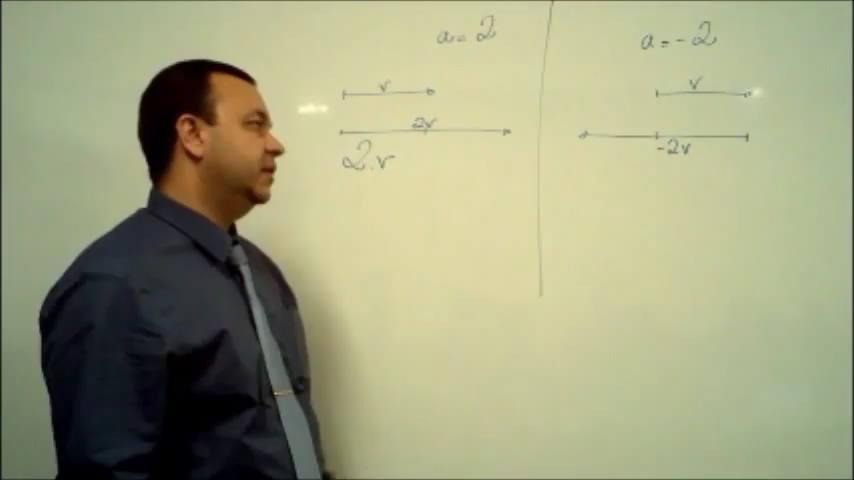 a = 2
v
2v
2.v
a = -2
v
-2v